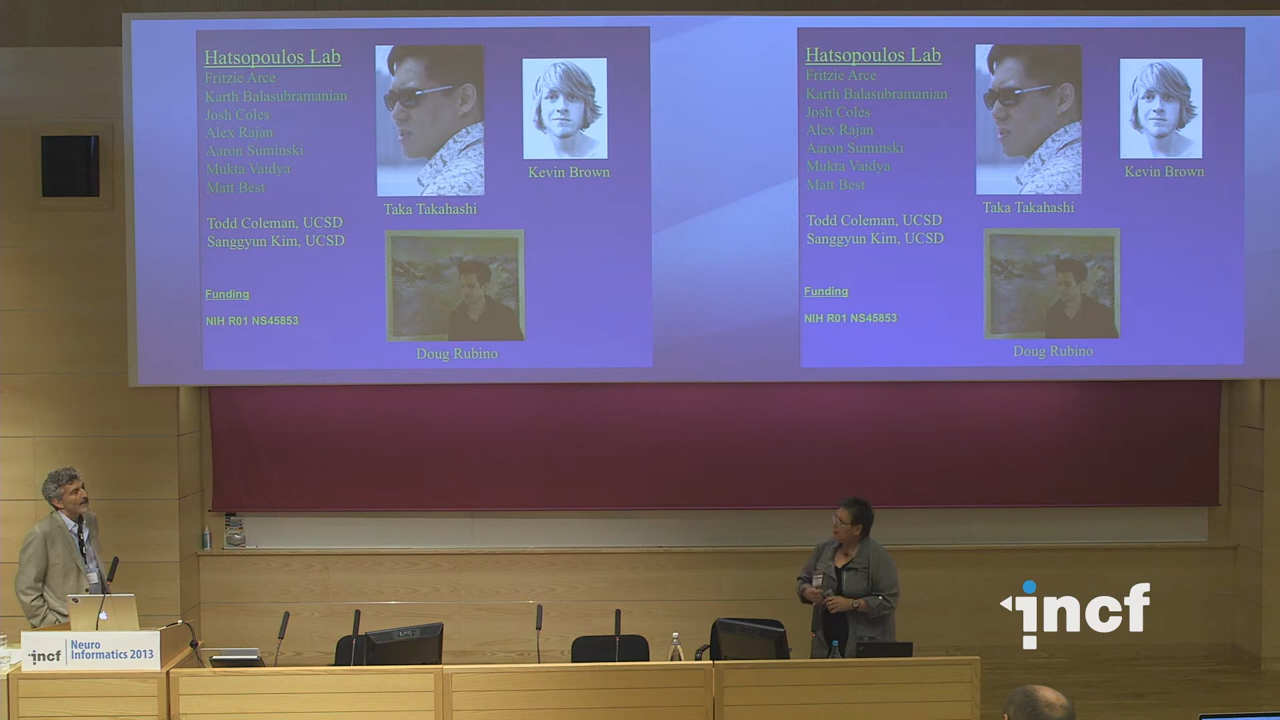 Hatsopoulos Lab
Fritzie Arce
Karth Balasubramanian
Josh Coles
Alex Rajan
Aaron Suminski
Mukta Vaidya
Matt Best
Todd Coleman, UCSD
Sanggyun Kim, UCSD
Funding
NIH R01 NS45853
Taka Takahashi
Kevin Brown
Doug Rubino
Hatsopoulos Lab
Fritzie Arce
Karth Balasubramanian
Josh Coles
Alex Rajan
Aaron Suminski
Mukta Vaidya
Matt Best
Todd Coleman, UCSD
Sanggyun Kim, UCSD
Funding
NIH R01 NS45853
Taka Takahashi
Kevin Brown
Doug Rubino
incf
Neuro
Informatics 2013
incf